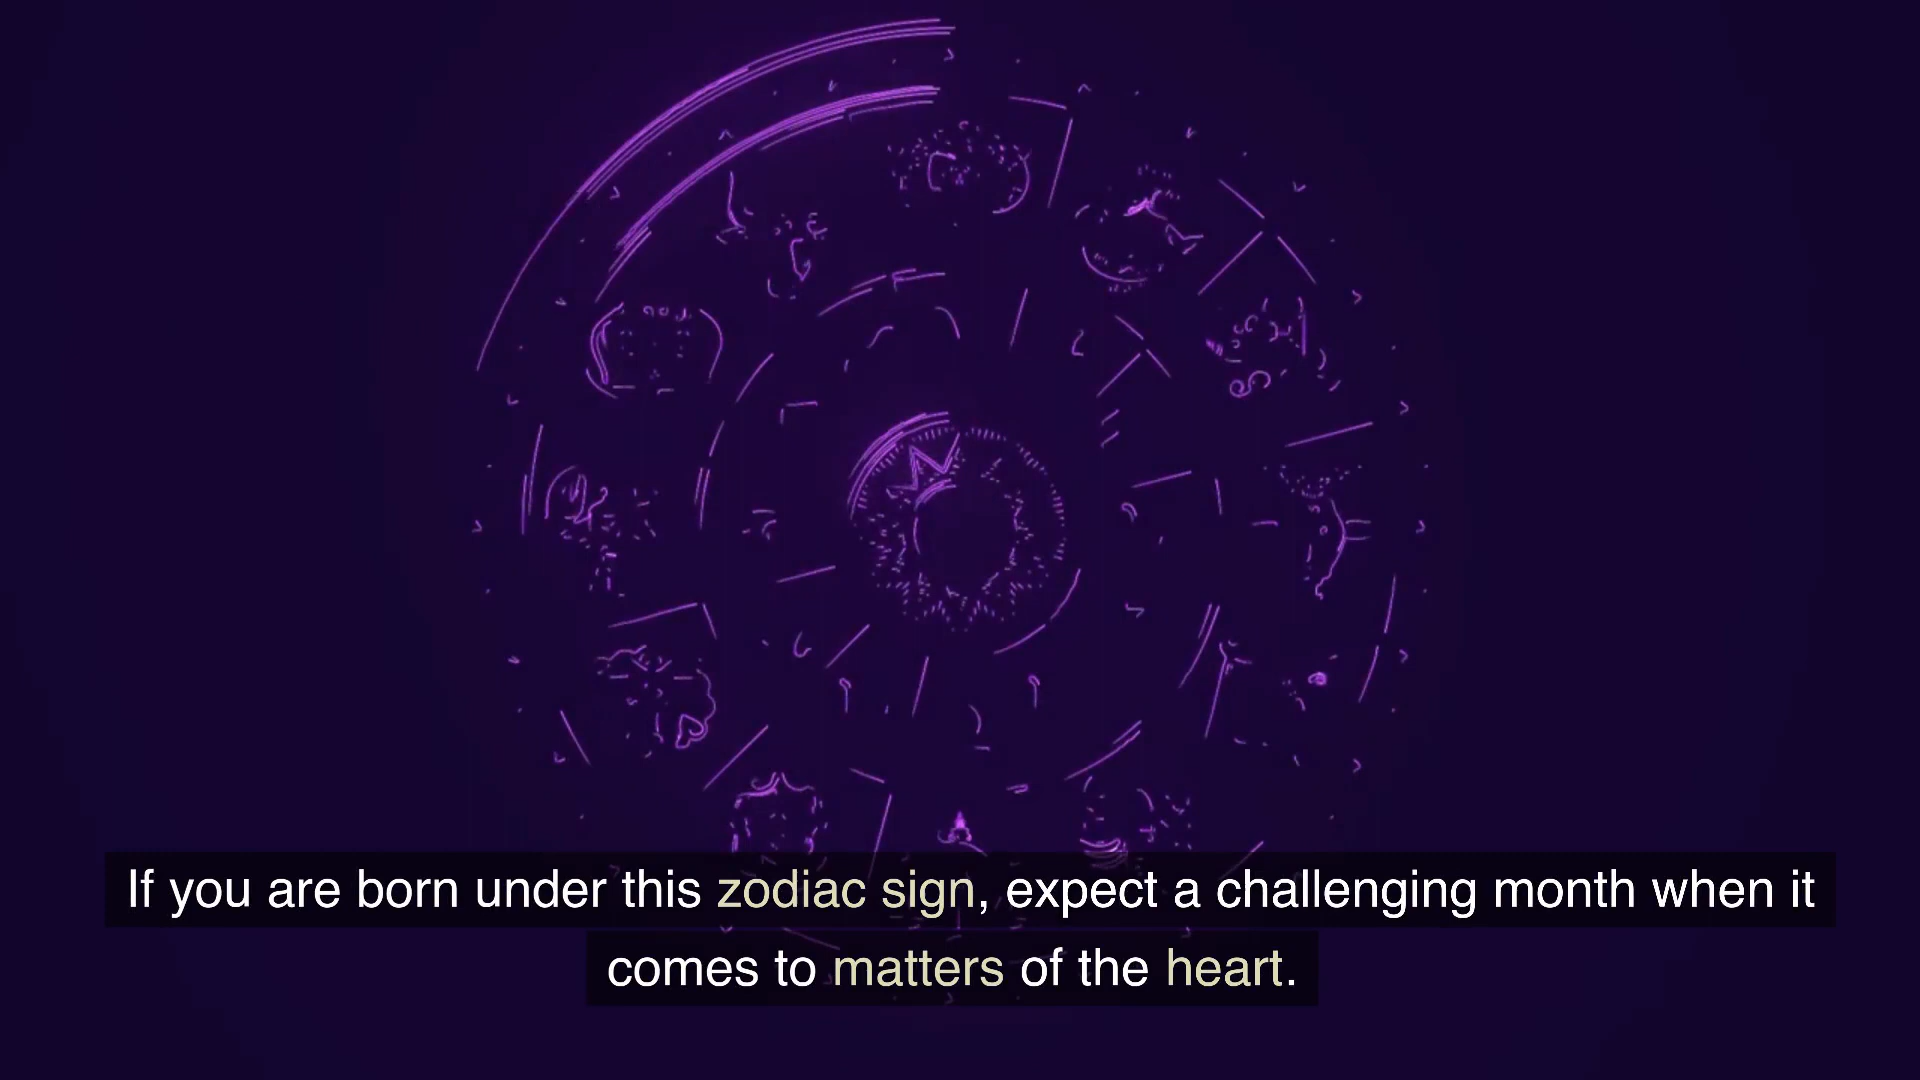 If you are born under this zodiac sign, expect a challenging month when it
comes to matters of the heart.